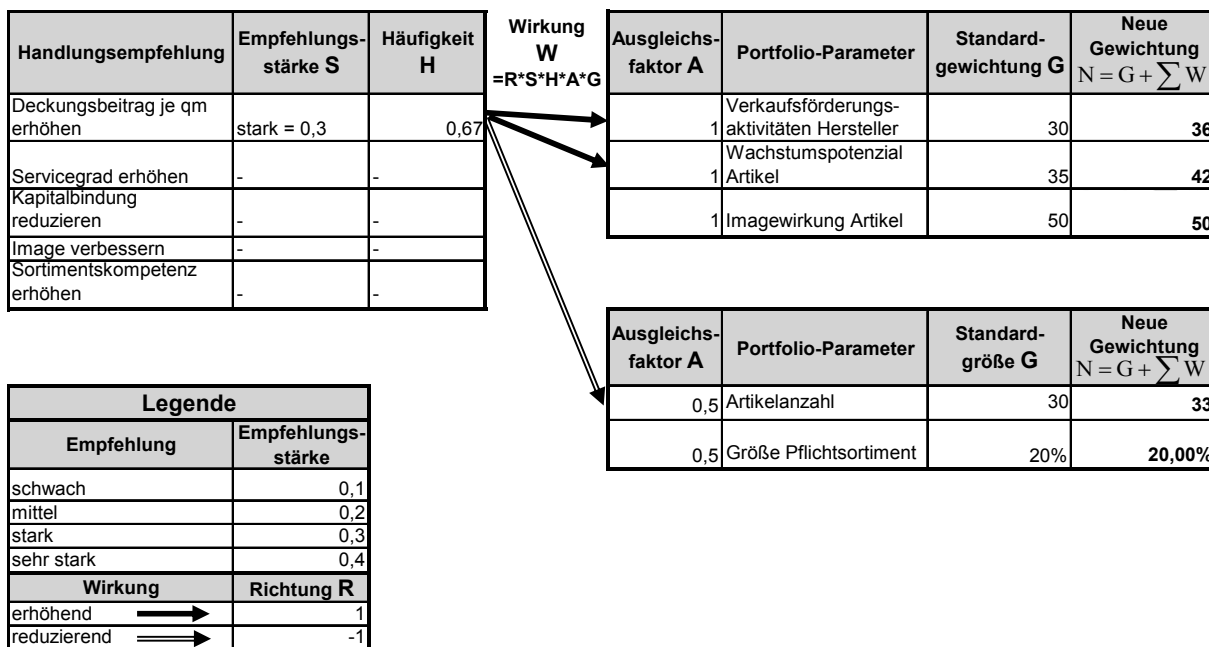 Handlungsempfehlung Empfehlungs-stärke S Häufigkeit H
Deckungsbeitrag je qm erhöhen stark = 0,3 0,67
Servicegrad erhöhen - -
Kapitalbindung reduzieren - -
Image verbessern - -
Sortimentskompetenz erhöhen - -
Wirkung
W
=R*S*H*A*G
Ausgleichs-faktor A Portfolio-Parameter Standard-gewichtung G Neue Gewichtung N = G + ∑ W
1 Verkaufsförderungs-aktivitäten Hersteller 30 36
1 Wachstumspotenzial Artikel 35 42
1 Imagewirkung Artikel 50 50
Ausgleichs-faktor A Portfolio-Parameter Standard-größe G Neue Gewichtung N = G + ∑ W
0,5 Artikelanzahl 30 33
0,5 Größe Pflichtsortiment 20% 20,00%
Legende
Empfehlung Empfehlungs-stärke
schwach 0,1
mittel 0,2
stark 0,3
sehr stark 0,4
Wirkung Richtung R
erhöhend 1
reduzierend -1